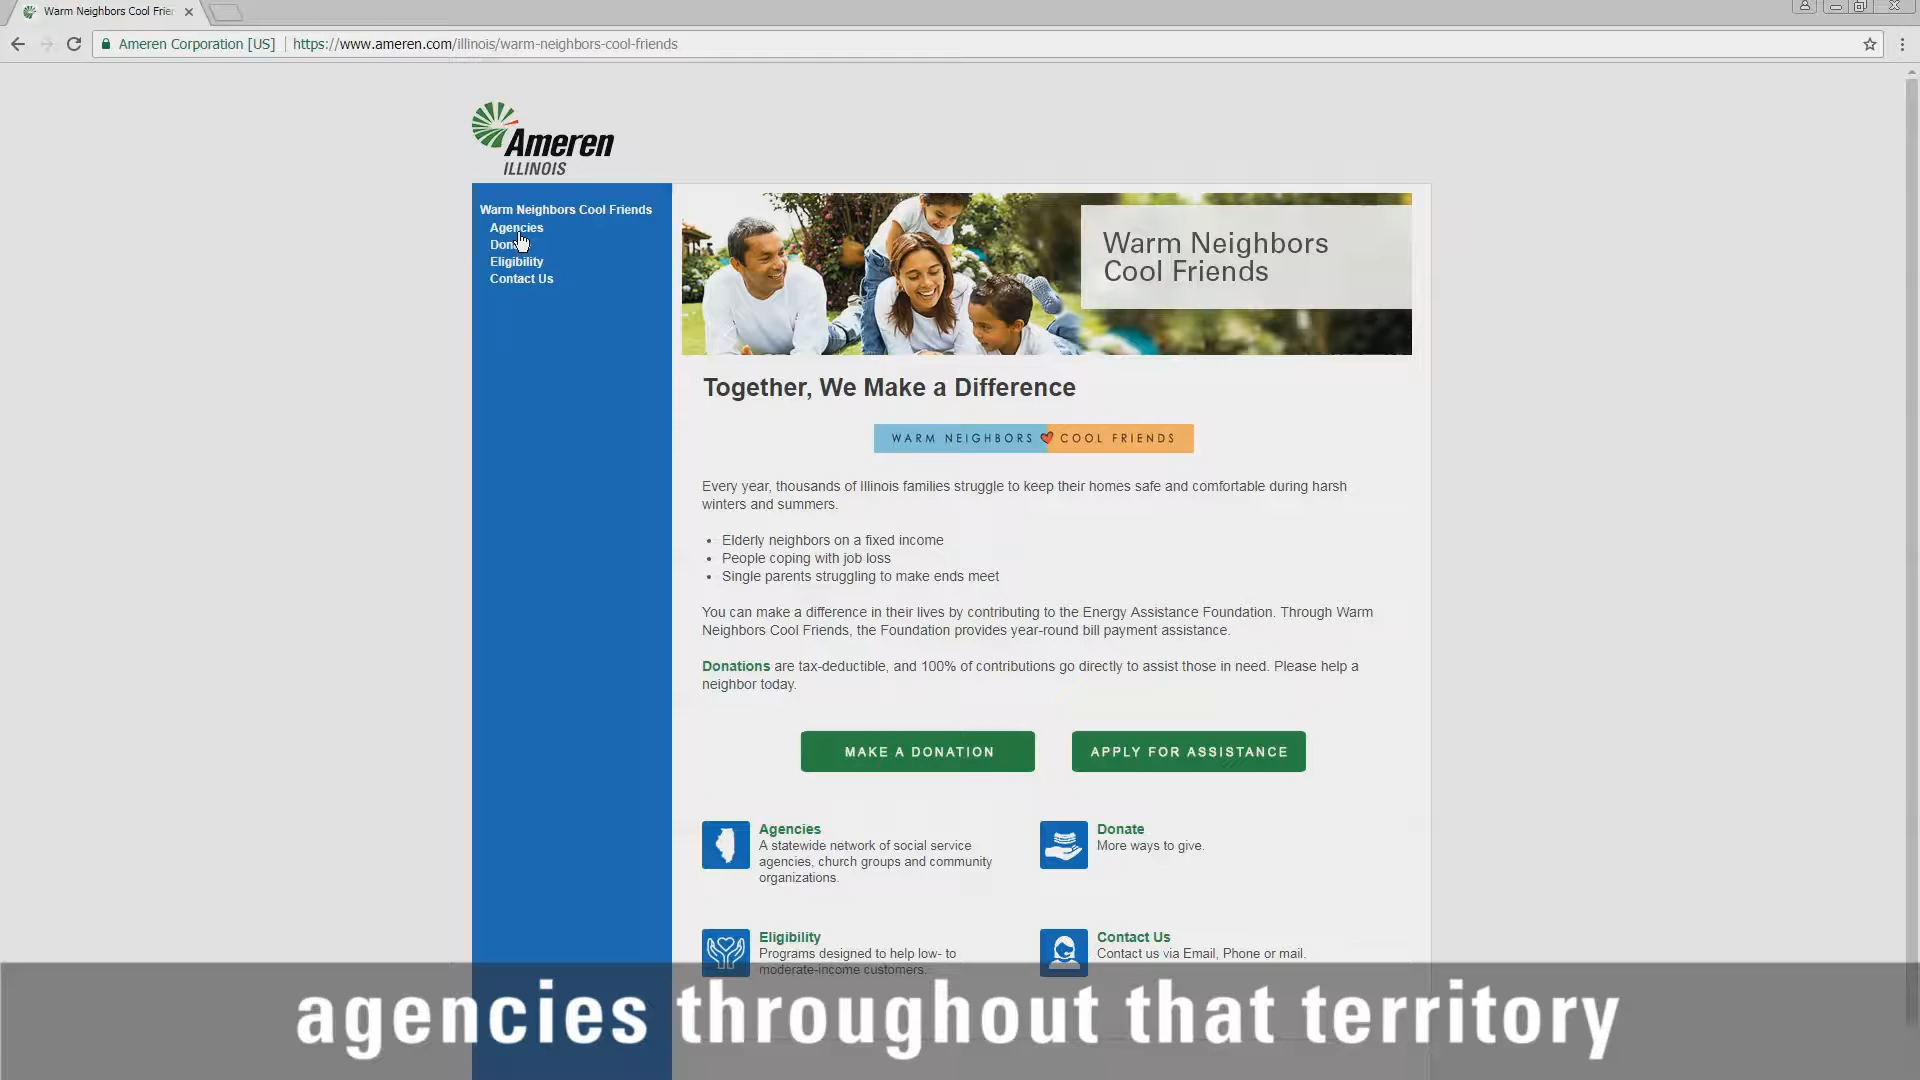 Warm Neighbors Cool Frie
Ameren Corporation [US]
https://www.ameren.com/illinois/warm-neighbors-cool-friends
Ameren
ILLINOIS
Warm Neighbors Cool Friends
Agencies
Eligibility
Contact Us
Warm Neighbors
Cool Friends
Together, We Make a Difference
WARM NEIGHBORS COOL FRIENDS
Every year, thousands of Illinois families struggle to keep their homes safe and comfortable during harsh
winters and summers.
• Elderly neighbors on a fixed income
• People coping with job loss
• Single parents struggling to make ends meet
You can make a difference in their lives by contributing to the Energy Assistance Foundation. Through Warm
Neighbors Cool Friends, the Foundation provides year-round bill payment assistance.
Donations are tax-deductible, and 100% of contributions go directly to assist those in need. Please help a
neighbor today.
MAKE A DONATION
APPLY FOR ASSISTANCE
Agencies
A statewide network of social service
agencies, church groups and community
organizations.
Donate
More ways to give.
Eligibility
Programs designed to help low- to
moderate-income customers.
Contact Us
Contact us via Email, Phone or mail.
agencies throughout that territory